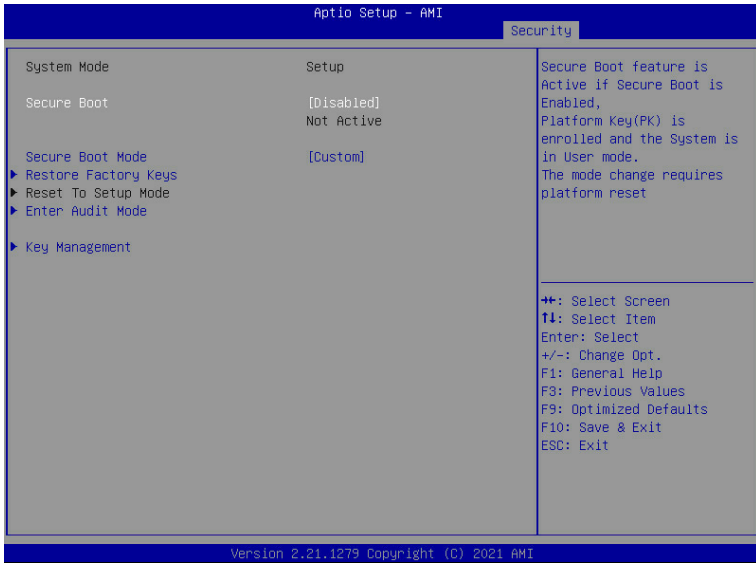 Aptio Setup – AMI
Security
System Mode Setup
Secure Boot [Disabled]
Not Active
Secure Boot Mode [Custom]
▶ Restore Factory Keys
▶ Reset To Setup Mode
▶ Enter Audit Mode
▶ Key Management
Secure Boot feature is
Active if Secure Boot is
Enabled,
Platform Key(PK) is
enrolled and the System is
in User mode.
The mode change requires
platform reset
→←: Select Screen
↑↓: Select Item
Enter: Select
+/-: Change Opt.
F1: General Help
F3: Previous Values
F9: Optimized Defaults
F10: Save & Exit
ESC: Exit
Version 2.21.1279 Copyright (C) 2021 AMI